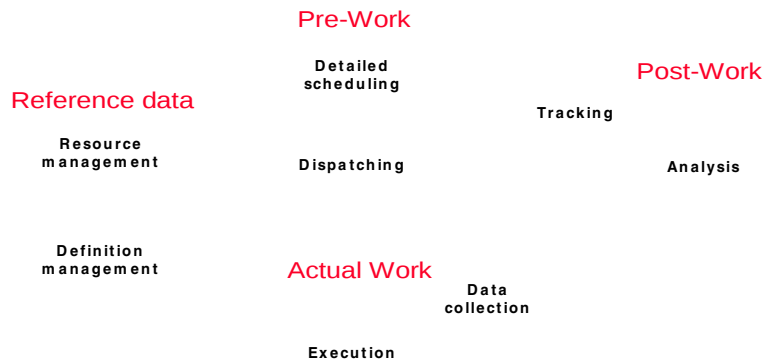 Pre-Work
Detailed
scheduling
Post-Work
Reference data
Tracking
Resource
management
Dispatching
Analysis
Definition
management
Actual Work
Data
collection
Execution